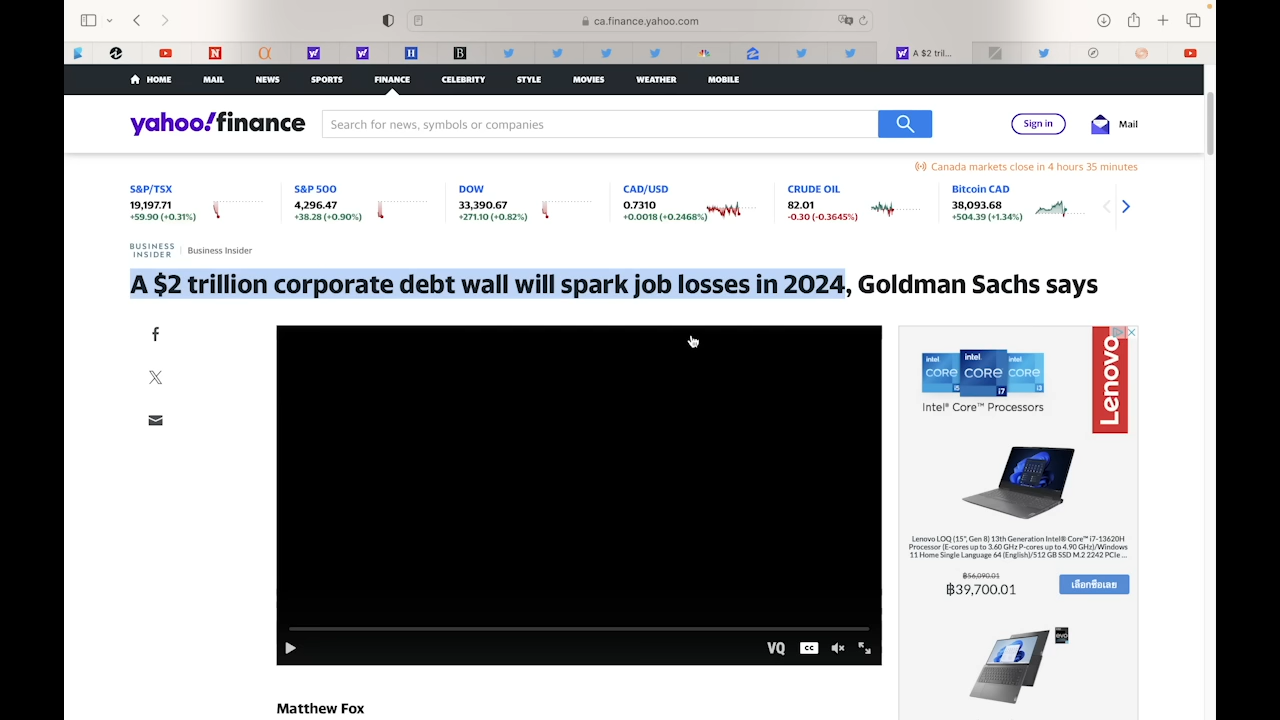 ca.finance.yahoo.com
A $2 tril...
HOME MAIL NEWS SPORTS FINANCE CELEBRITY STYLE MOVIES WEATHER MOBILE
yahoo!finance Search for news, symbols or companies Sign in Mail
Canada markets close in 4 hours 35 minutes
S&P/TSX S&P 500 DOW CAD/USD CRUDE OIL Bitcoin CAD
19,197.71 4,296.47 33,390.67 0.7310 82.01 38,093.68
+59.90 (+0.31%) +38.28 (+0.90%) +271.10 (+0.82%) +0.0018 (+0.2468%) -0.30 (-0.3645%) +504.39 (+1.34%)
BUSINESS
INSIDER
Business Insider
A $2 trillion corporate debt wall will spark job losses in 2024, Goldman Sachs says
VQ CC
Matthew Fox
intel CORE i5
intel CORE i7
intel CORE i3
Intel® Core™ Processors
Lenovo
Lenovo LOQ (15", Gen 8) 13th Generation Intel® Core™ i7-13620H
Processor (E-cores up to 3.60 GHz P-cores up to 4.90 GHz)/Windows
11 Home Single Language 64 (English)/512 GB SSD M.2 2242 PCIe ...
฿56,090.01
฿39,700.01
เลือกซื้อเลย
evo